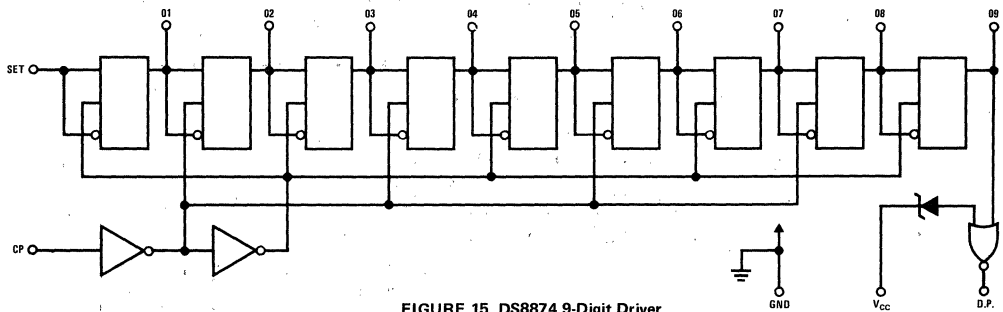 01 02 03 04 05 06 07 08 09
SET
CP
GND VCC D.P.
FIGURE 15. DS8874 9-Digit Driver